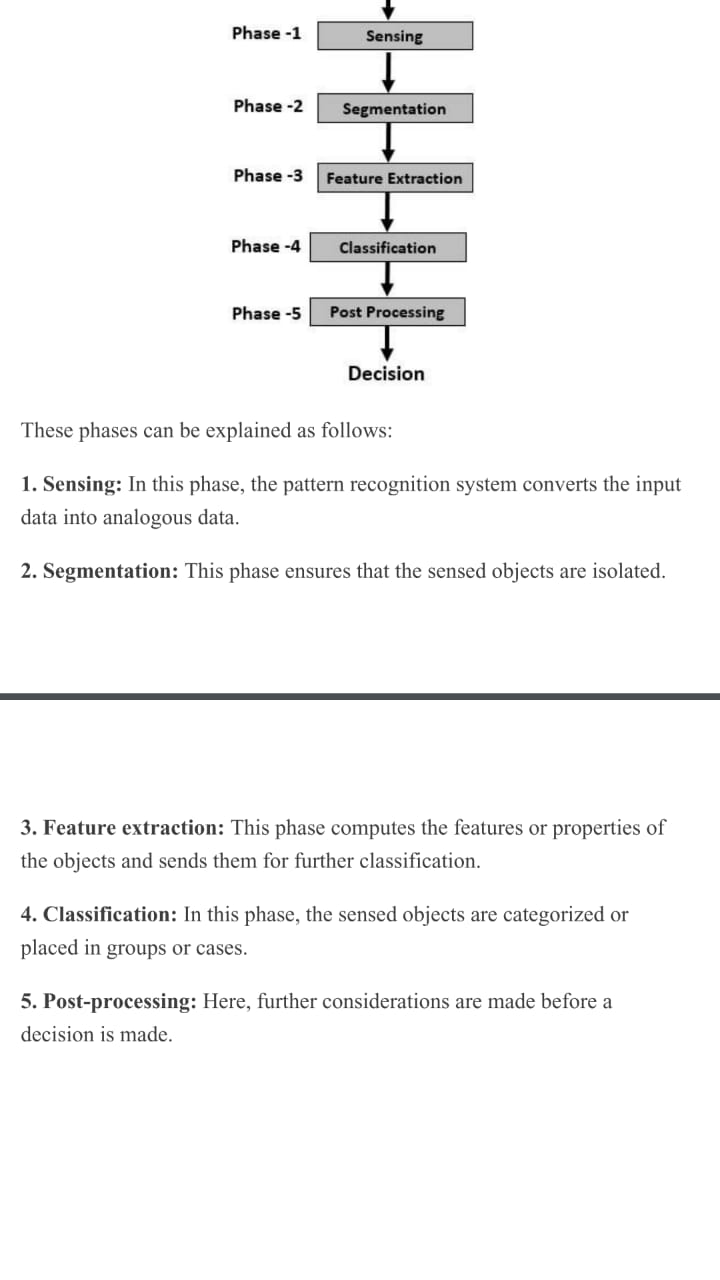 Phase -1 Sensing
Phase -2 Segmentation
Phase -3 Feature Extraction
Phase -4 Classification
Phase -5 Post Processing
Decision
These phases can be explained as follows:
1. Sensing: In this phase, the pattern recognition system converts the input
data into analogous data.
2. Segmentation: This phase ensures that the sensed objects are isolated.
3. Feature extraction: This phase computes the features or properties of
the objects and sends them for further classification.
4. Classification: In this phase, the sensed objects are categorized or
placed in groups or cases.
5. Post-processing: Here, further considerations are made before a
decision is made.